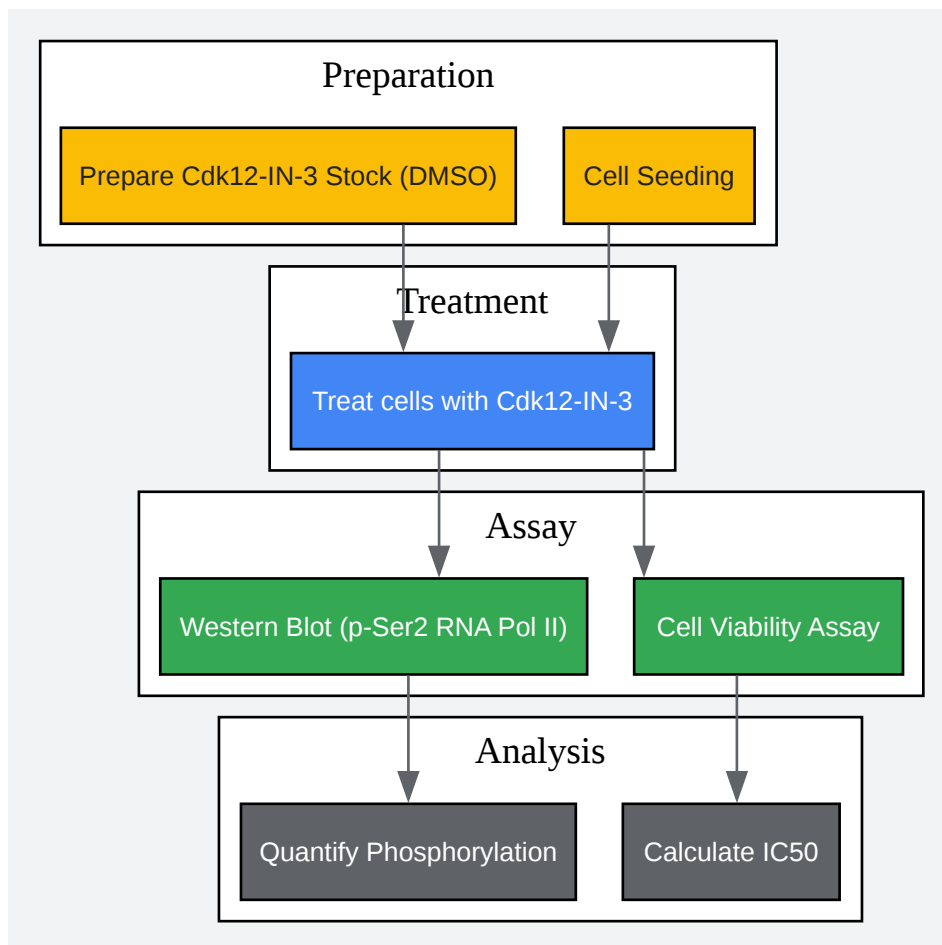 Preparation
Prepare Cdk12-IN-3 Stock (DMSO)
Cell Seeding
Treatment
Treat cells with Cdk12-IN-3
Assay
Western Blot (p-Ser2 RNA Pol II)
Cell Viability Assay
Analysis
Quantify Phosphorylation
Calculate IC50